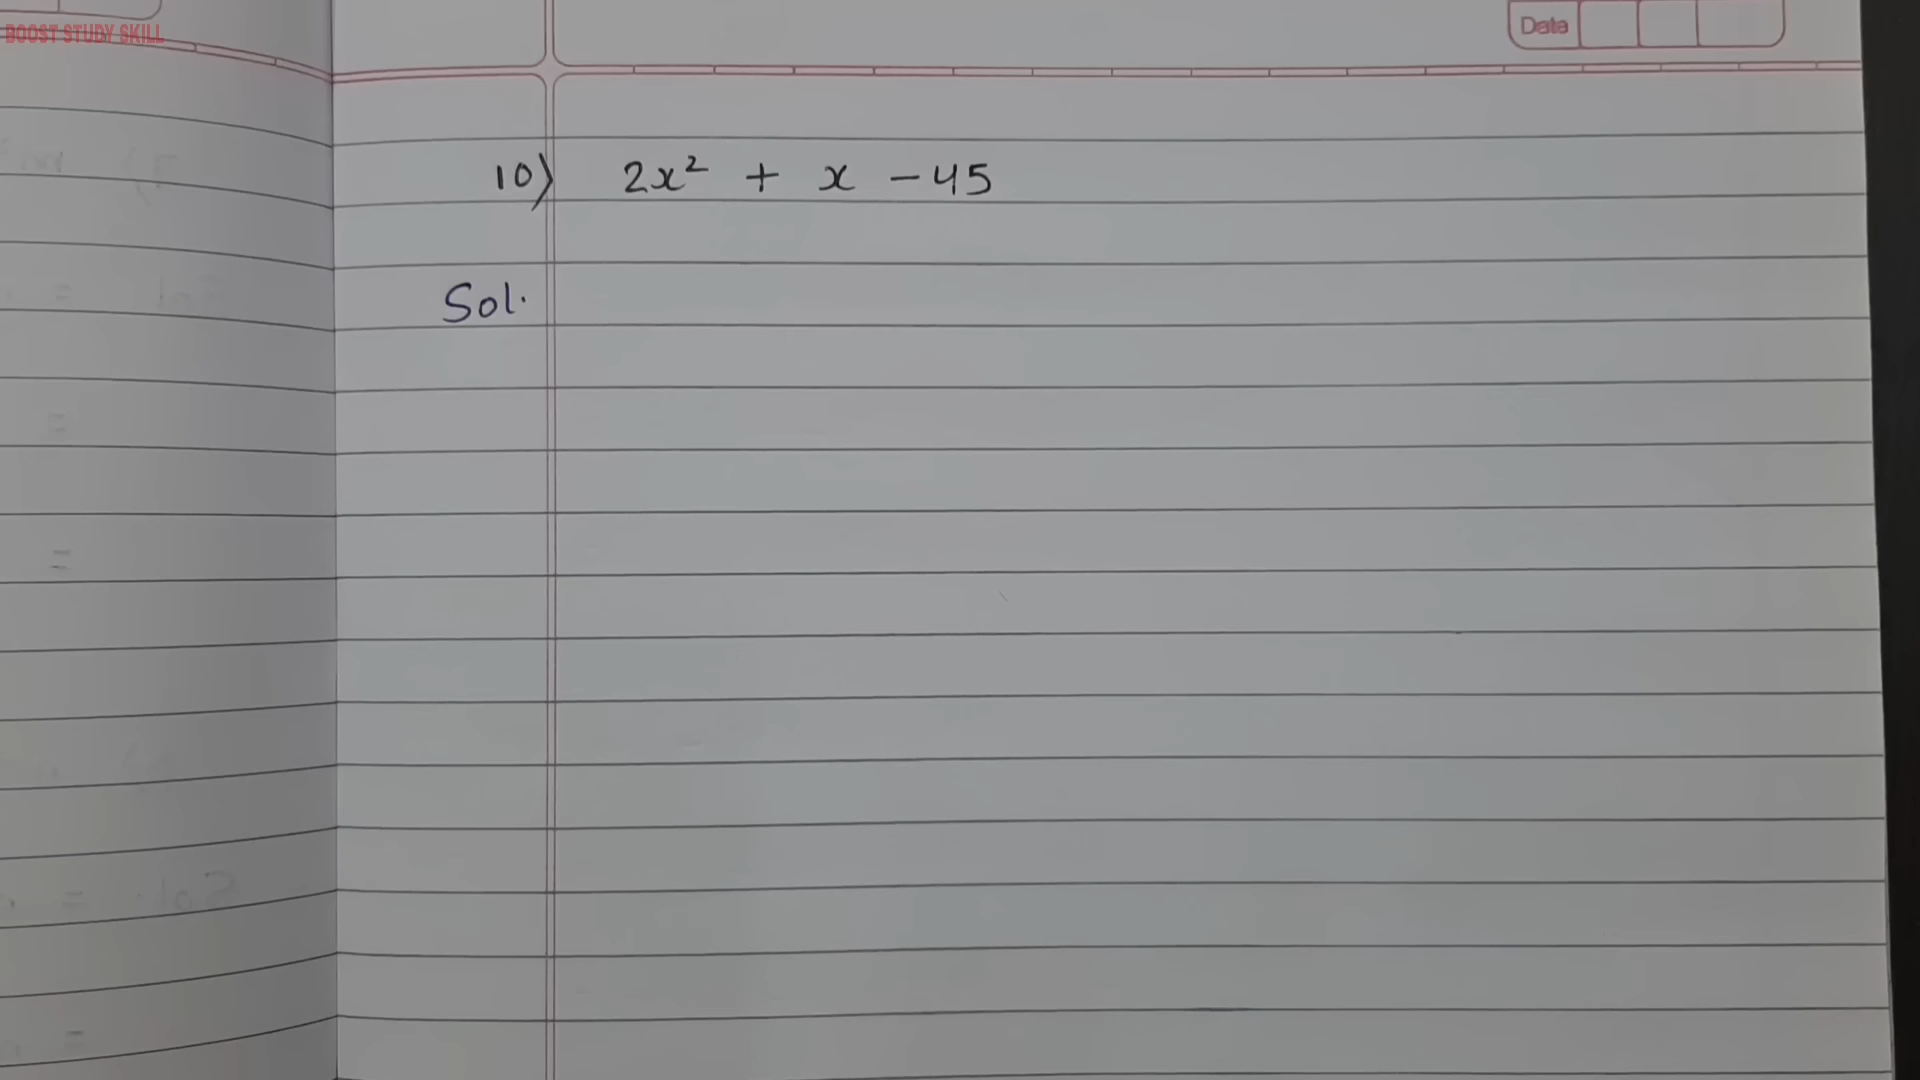 BOOST STUDY SKILL
Date
10) 2x² + x - 45
Sol.